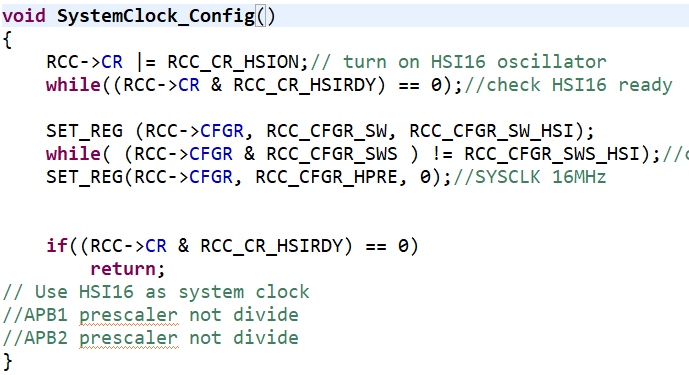 void SystemClock_Config()
{
RCC->CR |= RCC_CR_HSION;// turn on HSI16 oscillator
while((RCC->CR & RCC_CR_HSIRDY) == 0);//check HSI16 ready
SET_REG (RCC->CFGR, RCC_CFGR_SW, RCC_CFGR_SW_HSI);
while( (RCC->CFGR & RCC_CFGR_SWS ) != RCC_CFGR_SWS_HSI);//
SET_REG(RCC->CFGR, RCC_CFGR_HPRE, 0);//SYSCLK 16MHz
if((RCC->CR & RCC_CR_HSIRDY) == 0)
return;
// Use HSI16 as system clock
//APB1 prescaler not divide
//APB2 prescaler not divide
}